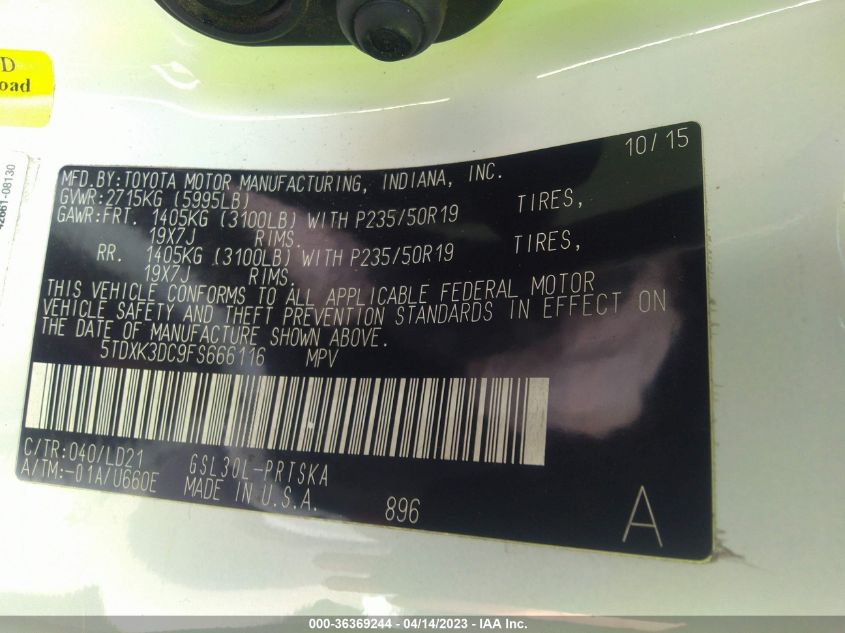 D
oad
42661-08130
10/15
MFD.BY:TOYOTA MOTOR MANUFACTURING, INDIANA, INC.
GVWR:2715KG (5995LB)
GAWR:FRT. 1405KG (3100LB) WITH P235/50R19 TIRES,
19X7J RIMS.
RR. 1405KG (3100LB) WITH P235/50R19 TIRES,
19X7J RIMS.
THIS VEHICLE CONFORMS TO ALL APPLICABLE FEDERAL MOTOR
VEHICLE SAFETY AND THEFT PREVENTION STANDARDS IN EFFECT ON
THE DATE OF MANUFACTURE SHOWN ABOVE.
5TDXK3DC9FS666116 MPV
C/TR:040/LD21 GSL30L-PRTSKA
A/TM:-01A/U660E MADE IN U.S.A.
896
A
000-36369244 - 04/14/2023 - IAA Inc.